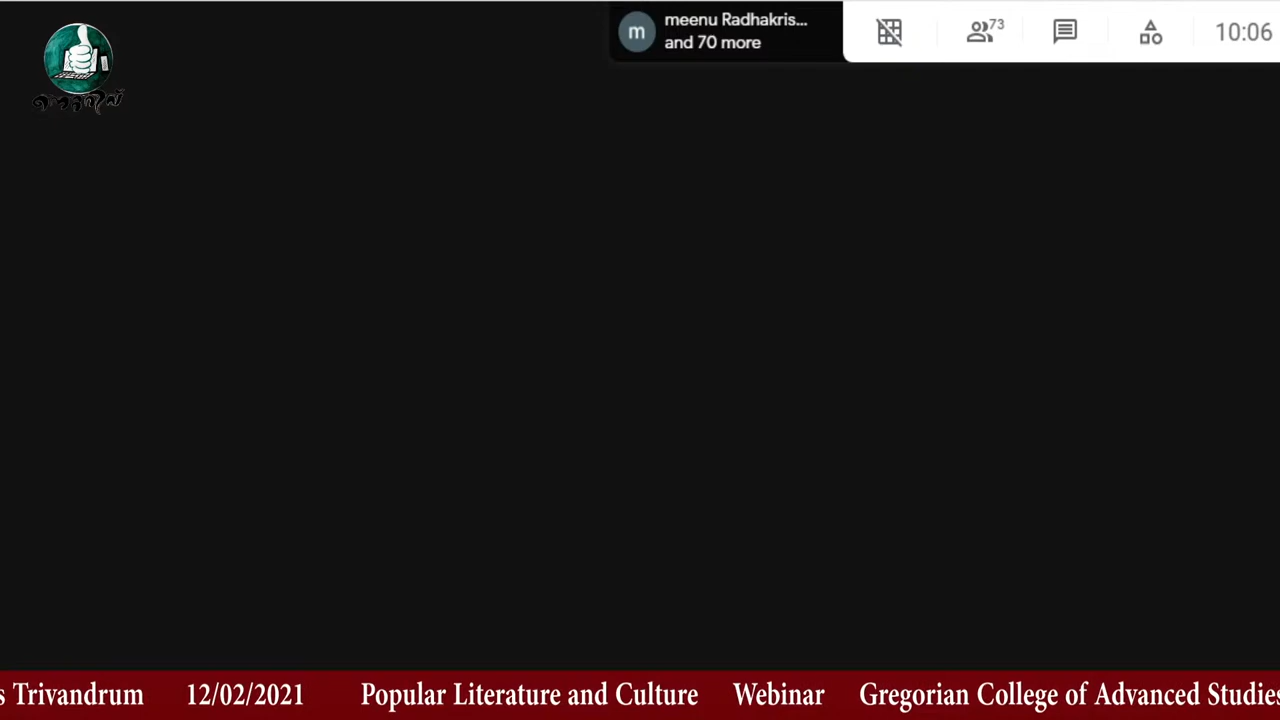 meenu Radhakris...
and 70 more
73
10:06
m
s Trivandrum 12/02/2021 Popular Literature and Culture Webinar Gregorian College of Advanced Studies